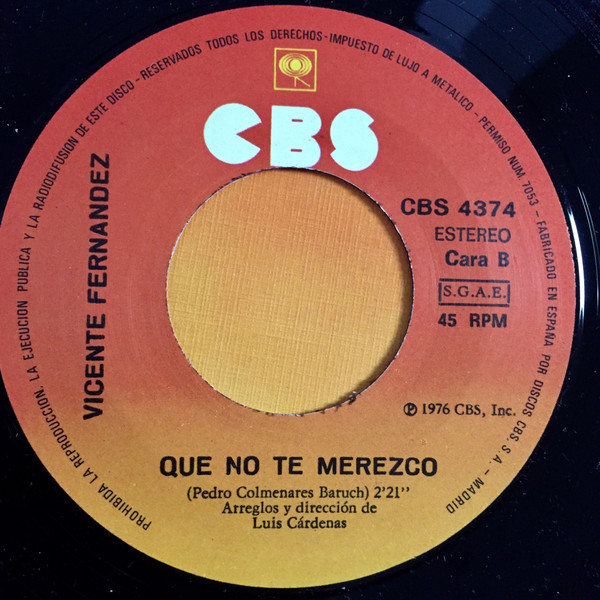 PROHIBIDA LA REPRODUCCION, LA EJECUCION PUBLICA Y LA RADIODIFUSION DE ESTE DISCO - RESERVADOS TODOS LOS DERECHOS - IMPUESTO DE LUJO A METALICO - PERMISO NUM. 7053 - FABRICADO EN ESPAÑA POR DISCOS CBS, S.A. - MADRID
CBS
VICENTE FERNANDEZ
CBS 4374
ESTEREO
Cara B
S.G.A.E.
45 RPM
℗ 1976 CBS, Inc.
QUE NO TE MEREZCO
(Pedro Colmenares Baruch) 2'21''
Arreglos y dirección de
Luis Cárdenas